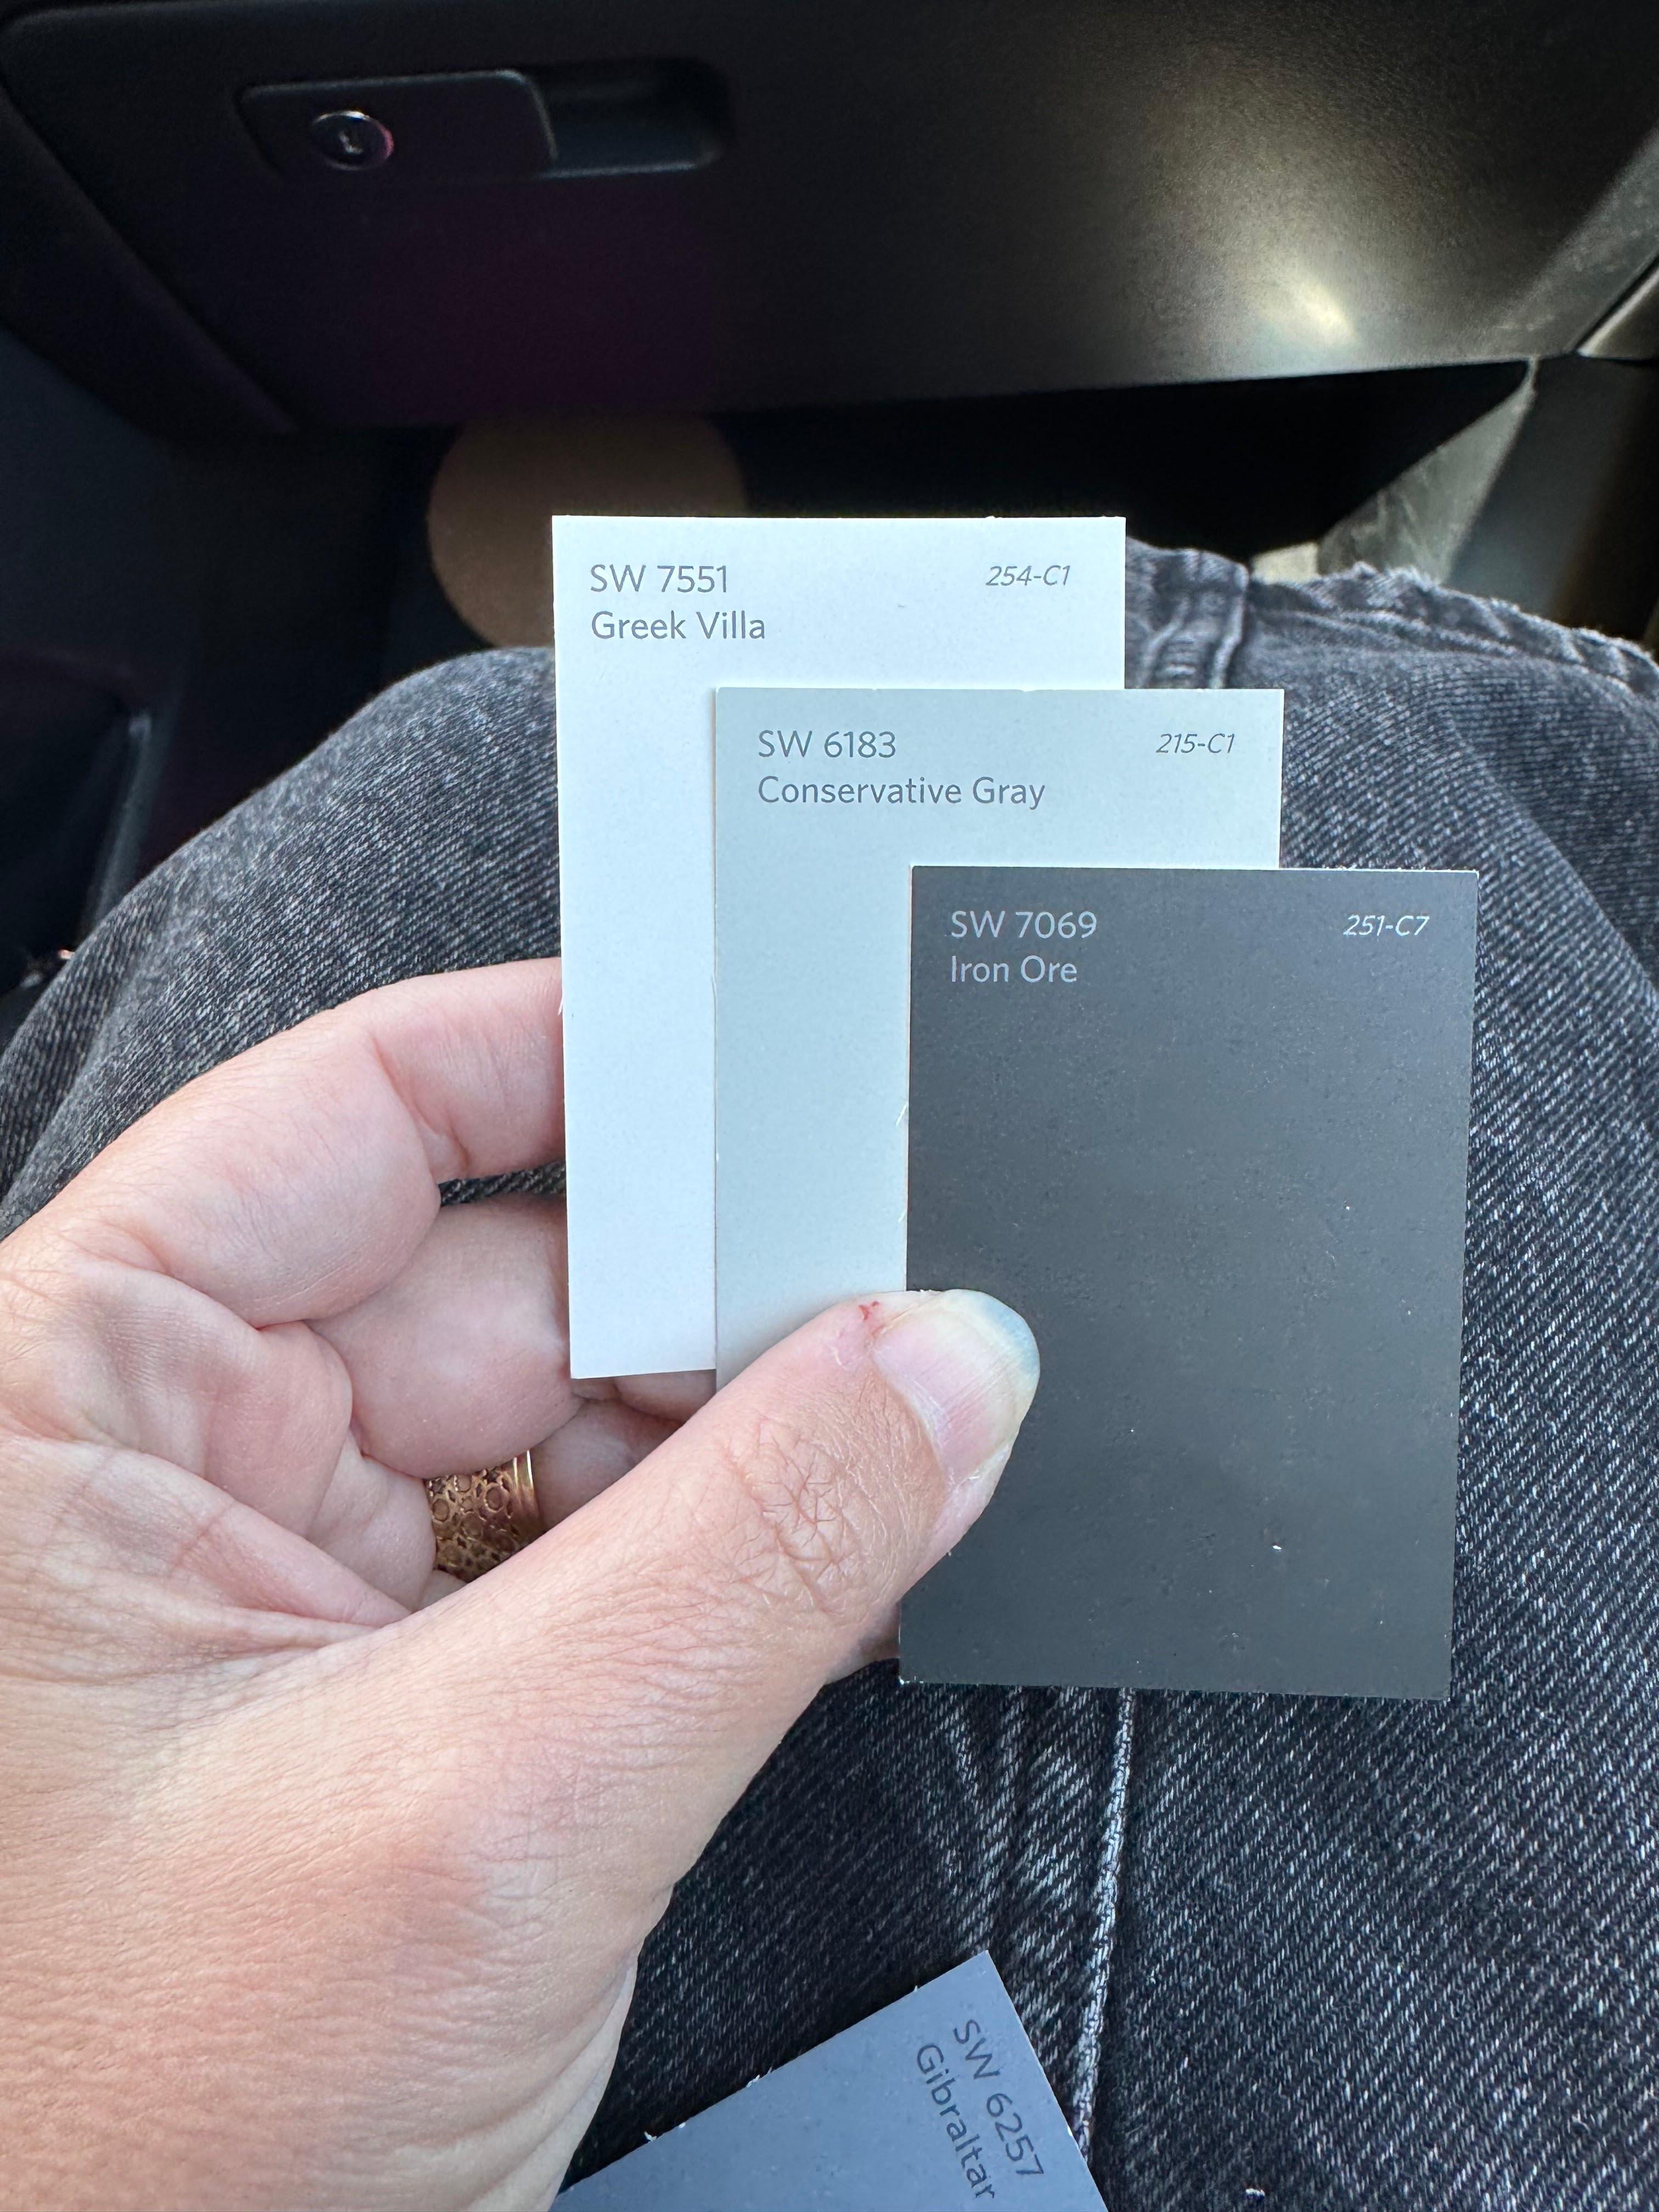 SW 7551
254-C1
Greek Villa
SW 6183
215-C1
Conservative Gray
SW 7069
251-C7
Iron Ore
SW 6257
Gibraltar